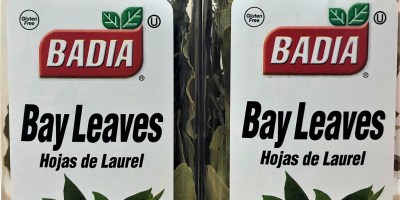 Gluten
Free
U
BADIA
®
Bay Leaves
Hojas de Laurel
Gluten
Free
U
BADIA
®
Bay Leaves
Hojas de Laurel